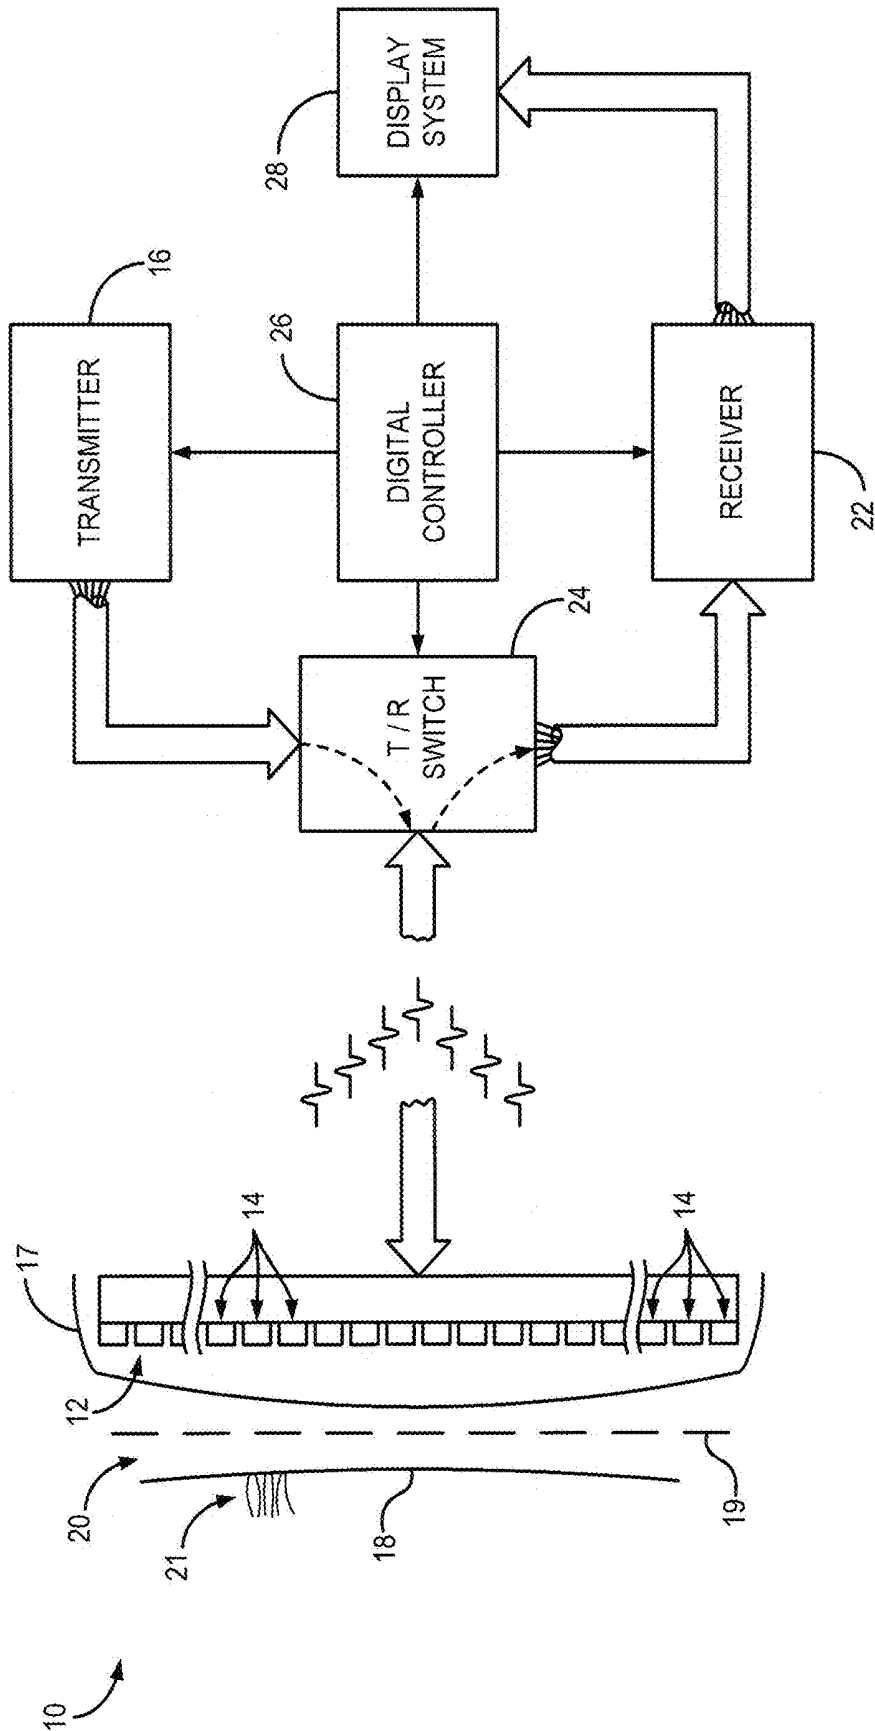 10
20
12
17
TRANSMITTER
16
21
14
26
28
18
T / R
SWITCH
DIGITAL
CONTROLLER
DISPLAY
SYSTEM
24
19
14
RECEIVER
22